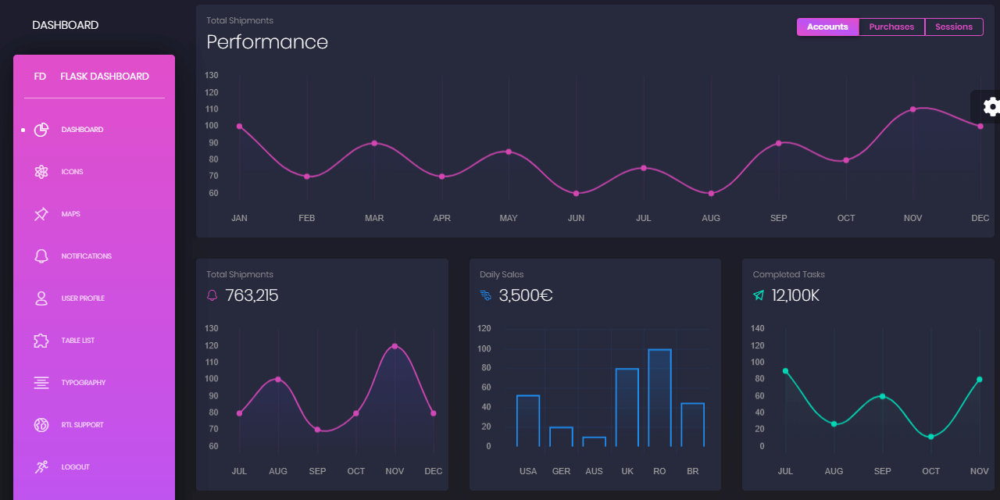 DASHBOARD
FD FLASK DASHBOARD
DASHBOARD
ICONS
MAPS
NOTIFICATIONS
USER PROFILE
TABLE LIST
TYPOGRAPHY
RTL SUPPORT
LOGOUT
Total Shipments
Performance
Accounts Purchases Sessions
130
120
110
100
90
80
70
60
JAN FEB MAR APR MAY JUN JUL AUG SEP OCT NOV DEC
Total Shipments
763,215
130
120
110
100
90
80
70
60
JUL AUG SEP OCT NOV DEC
Daily Sales
3,500€
120
100
80
60
40
20
0
USA GER AUS UK RO BR
Completed Tasks
12,100K
140
120
100
80
60
40
20
0
JUL AUG SEP OCT NOV